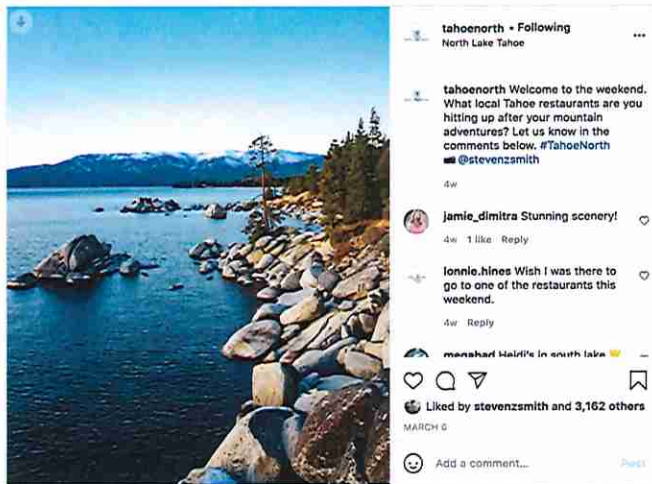 tahoenorth • Following
North Lake Tahoe
tahoenorth Welcome to the weekend.
What local Tahoe restaurants are you
hitting up after your mountain
adventures? Let us know in the
comments below. #TahoeNorth
📷 @stevenzsmith
4w
jamie_dimitra Stunning scenery!
4w 1 like Reply
lonnie.hines Wish I was there to
go to one of the restaurants this
weekend.
4w Reply
megabad Heidi's in south lake 👑
Liked by stevenzsmith and 3,162 others
MARCH 6
Add a comment...
Post